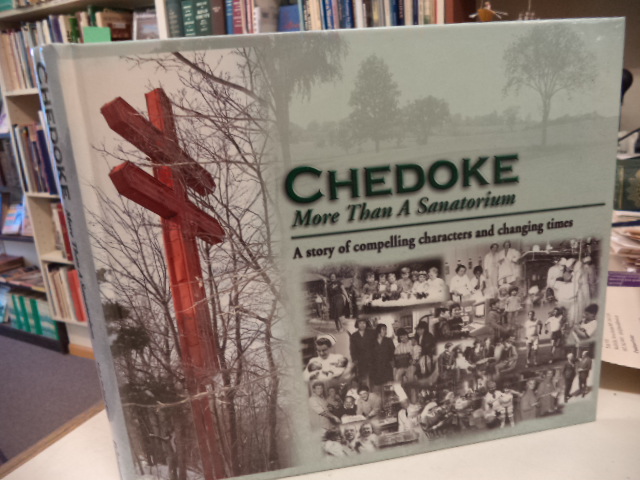 CHEDOKE
More Than A Sanatorium
A story of compelling characters and changing times
CHEDOKE